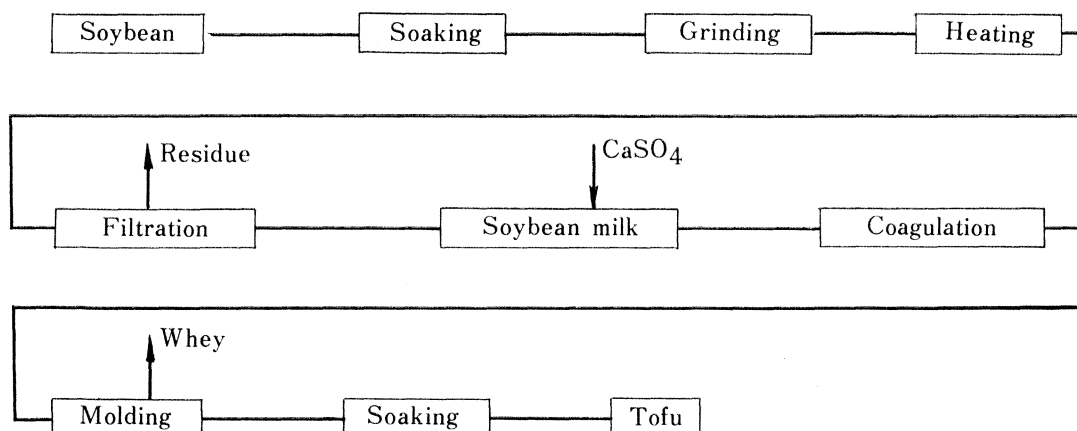 Soybean Soaking Grinding Heating
Residue CaSO4
Filtration Soybean milk Coagulation
Whey
Molding Soaking Tofu